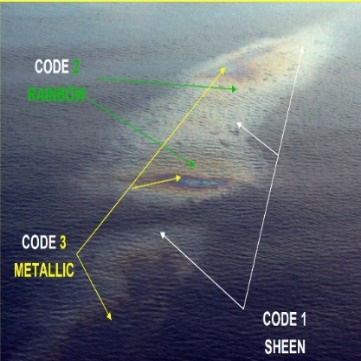 CODE 2
RAINBOW
CODE 3
METALLIC
CODE 1
SHEEN